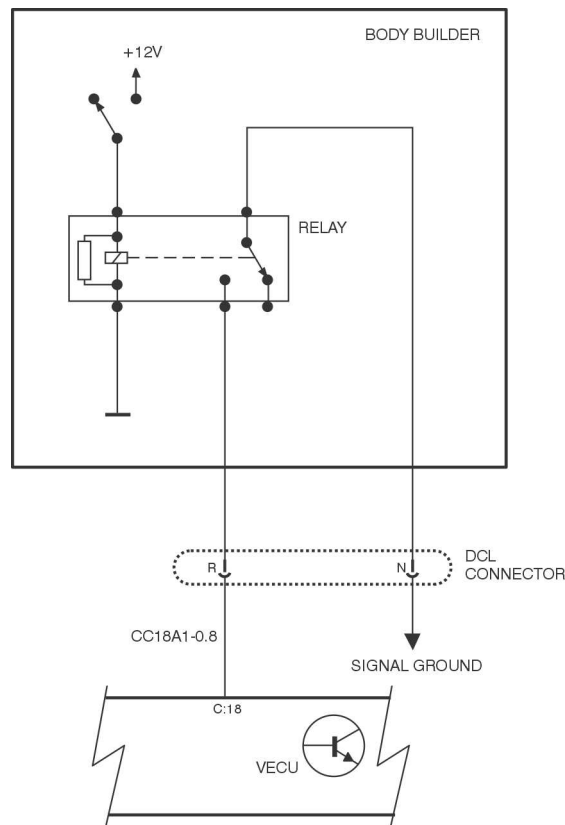 BODY BUILDER
+12V
RELAY
R
N
DCL
CONNECTOR
CC18A1-0.8
SIGNAL GROUND
C:18
VECU